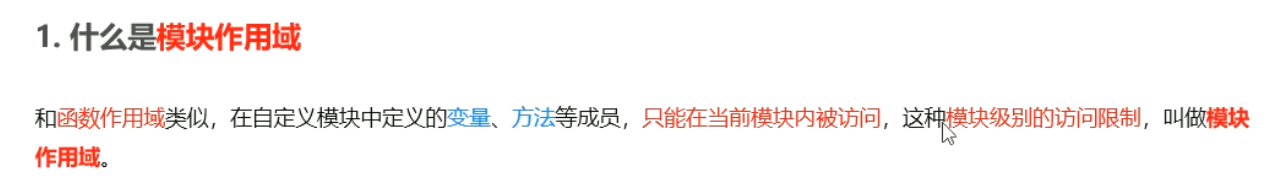 1. 什么是模块作用域
和函数作用域类似，在自定义模块中定义的变量、方法等成员，只能在当前模块内被访问，这种模块级别的访问限制，叫做模块
作用域。